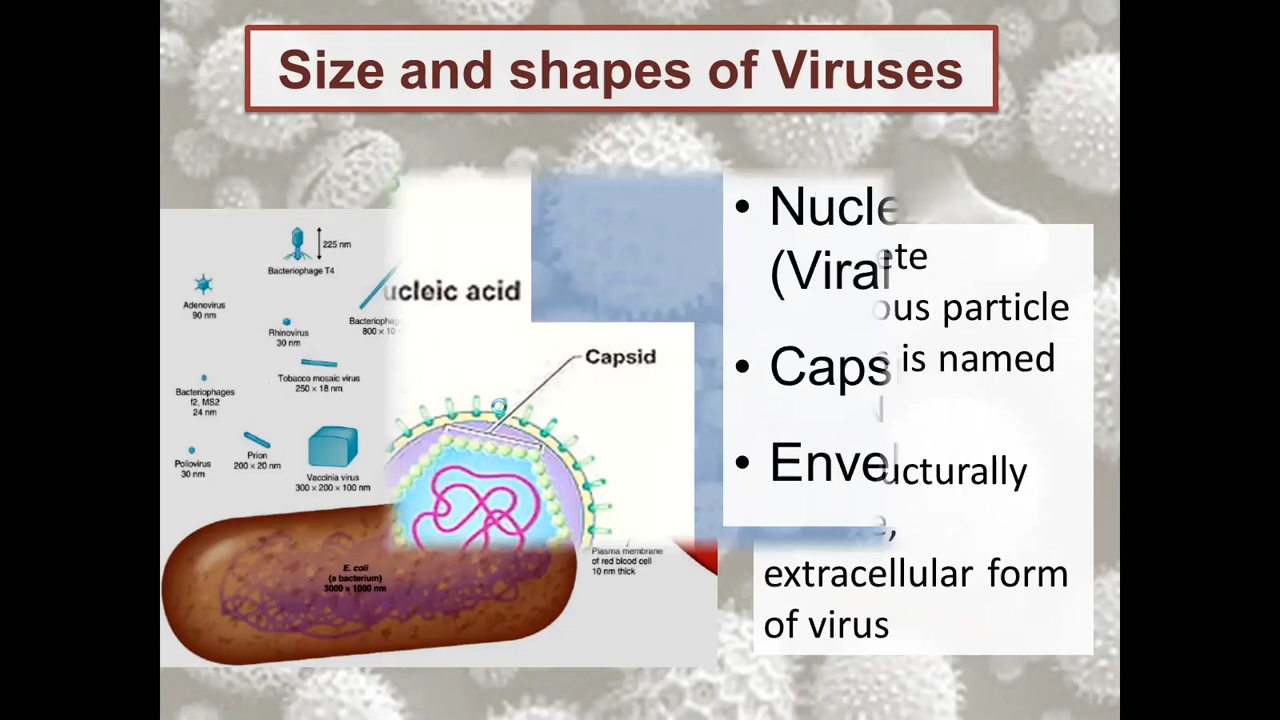 Size and shapes of Viruses
225 nm
Bacteriophage T4
Adenovirus
90 nm
Rhinovirus
30 nm
800 × 10
Tobacco mosaic virus
250 × 18 nm
Bacteriophages
f2, MS2
24 nm
Poliovirus
30 nm
Prion
200 × 20 nm
Vaccinia virus
300 × 200 × 100 nm
E. coli
(a bacterium)
3000 x 1000 nm
Plasma membrane
of red blood cell
10 nm thick
ucleic acid
Capsid
• Nucle
(Viral
• Caps
• Envel
ete
ous particle
is named
ucturally
e,
extracellular form
of virus